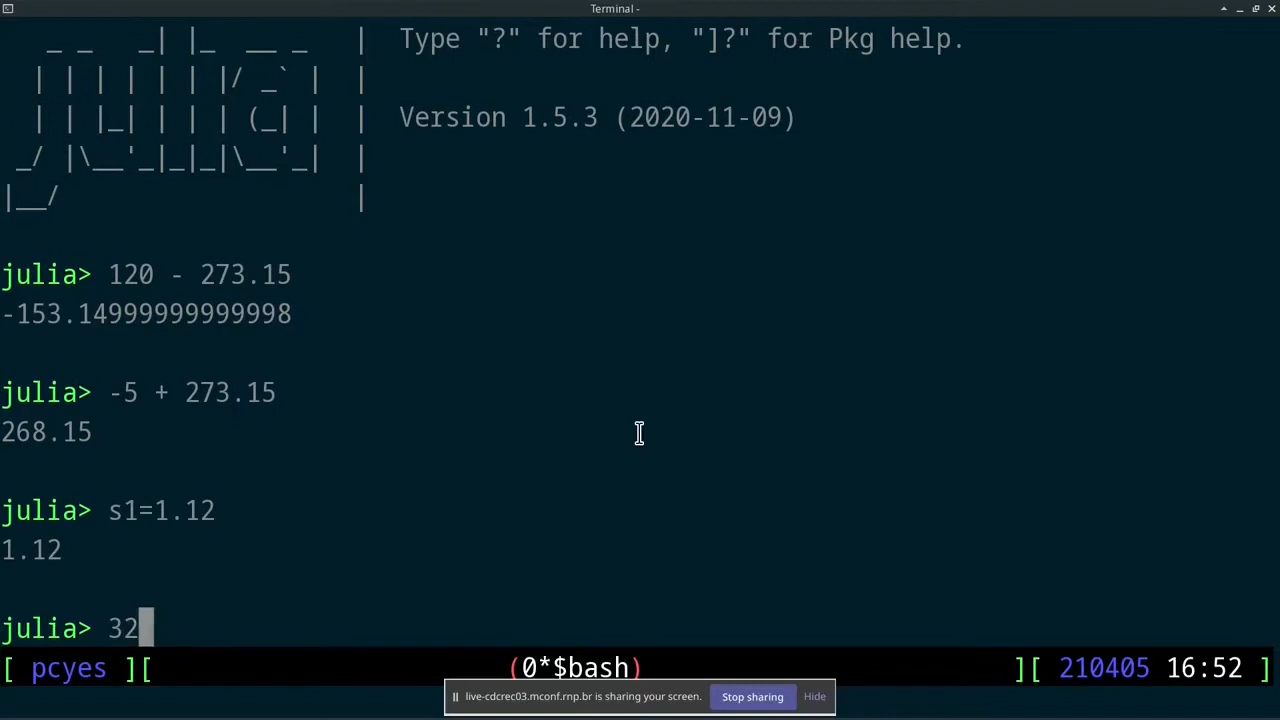 Terminal -
   _ _   _| |_  __ _   |  Type "?" for help, "]?" for Pkg help.
  | | | | | | |/ _` |  |
  | | |_| | | | (_| |  |  Version 1.5.3 (2020-11-09)
 _/ |\__'_|_|_|\__'_|  |
|__/                   |
julia> 120 - 273.15
-153.14999999999998
julia> -5 + 273.15
268.15
julia> s1=1.12
1.12
julia> 32
[ pcyes ][ (0*$bash) ][ 210405 16:52 ]
live-cdcrec03.mconf.rnp.br is sharing your screen. Stop sharing Hide